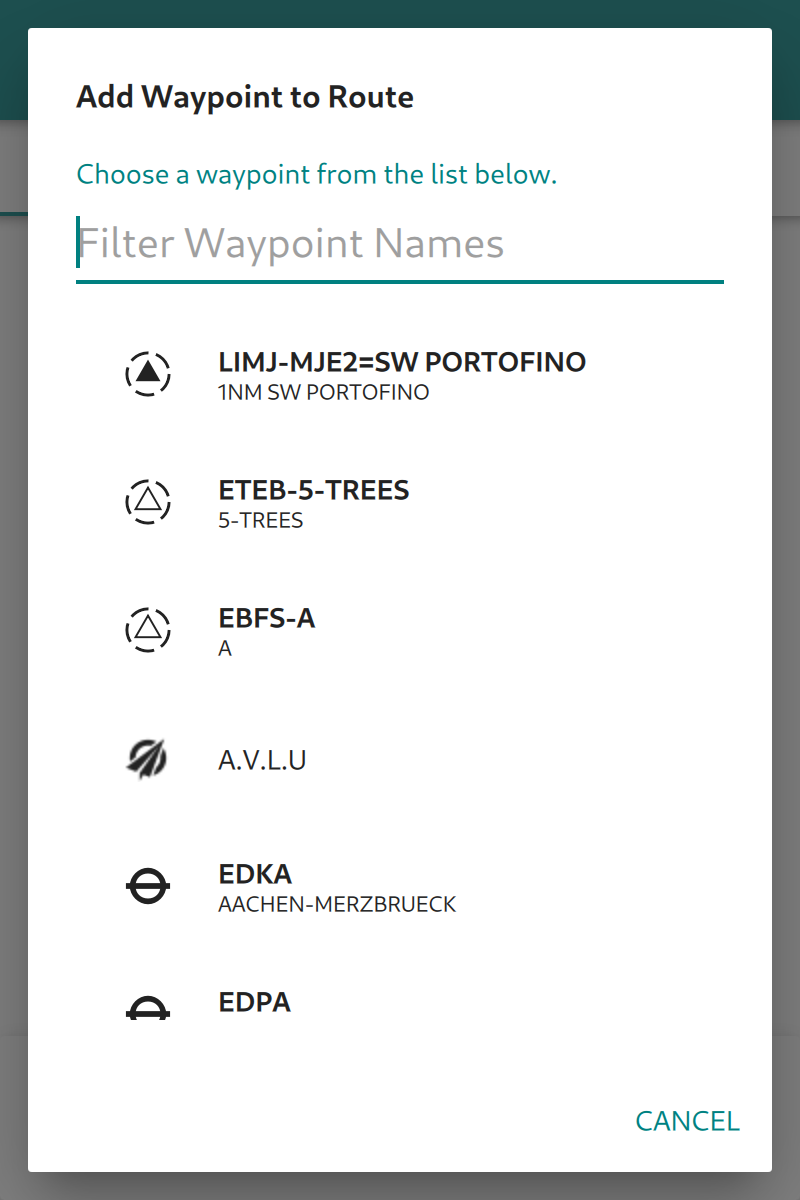 Add Waypoint to Route
Choose a waypoint from the list below.
Filter Waypoint Names
LIMJ-MJE2=SW PORTOFINO
1NM SW PORTOFINO
ETEB-5-TREES
5-TREES
EBFS-A
A
A.V.L.U
EDKA
AACHEN-MERZBRUECK
EDPA
CANCEL